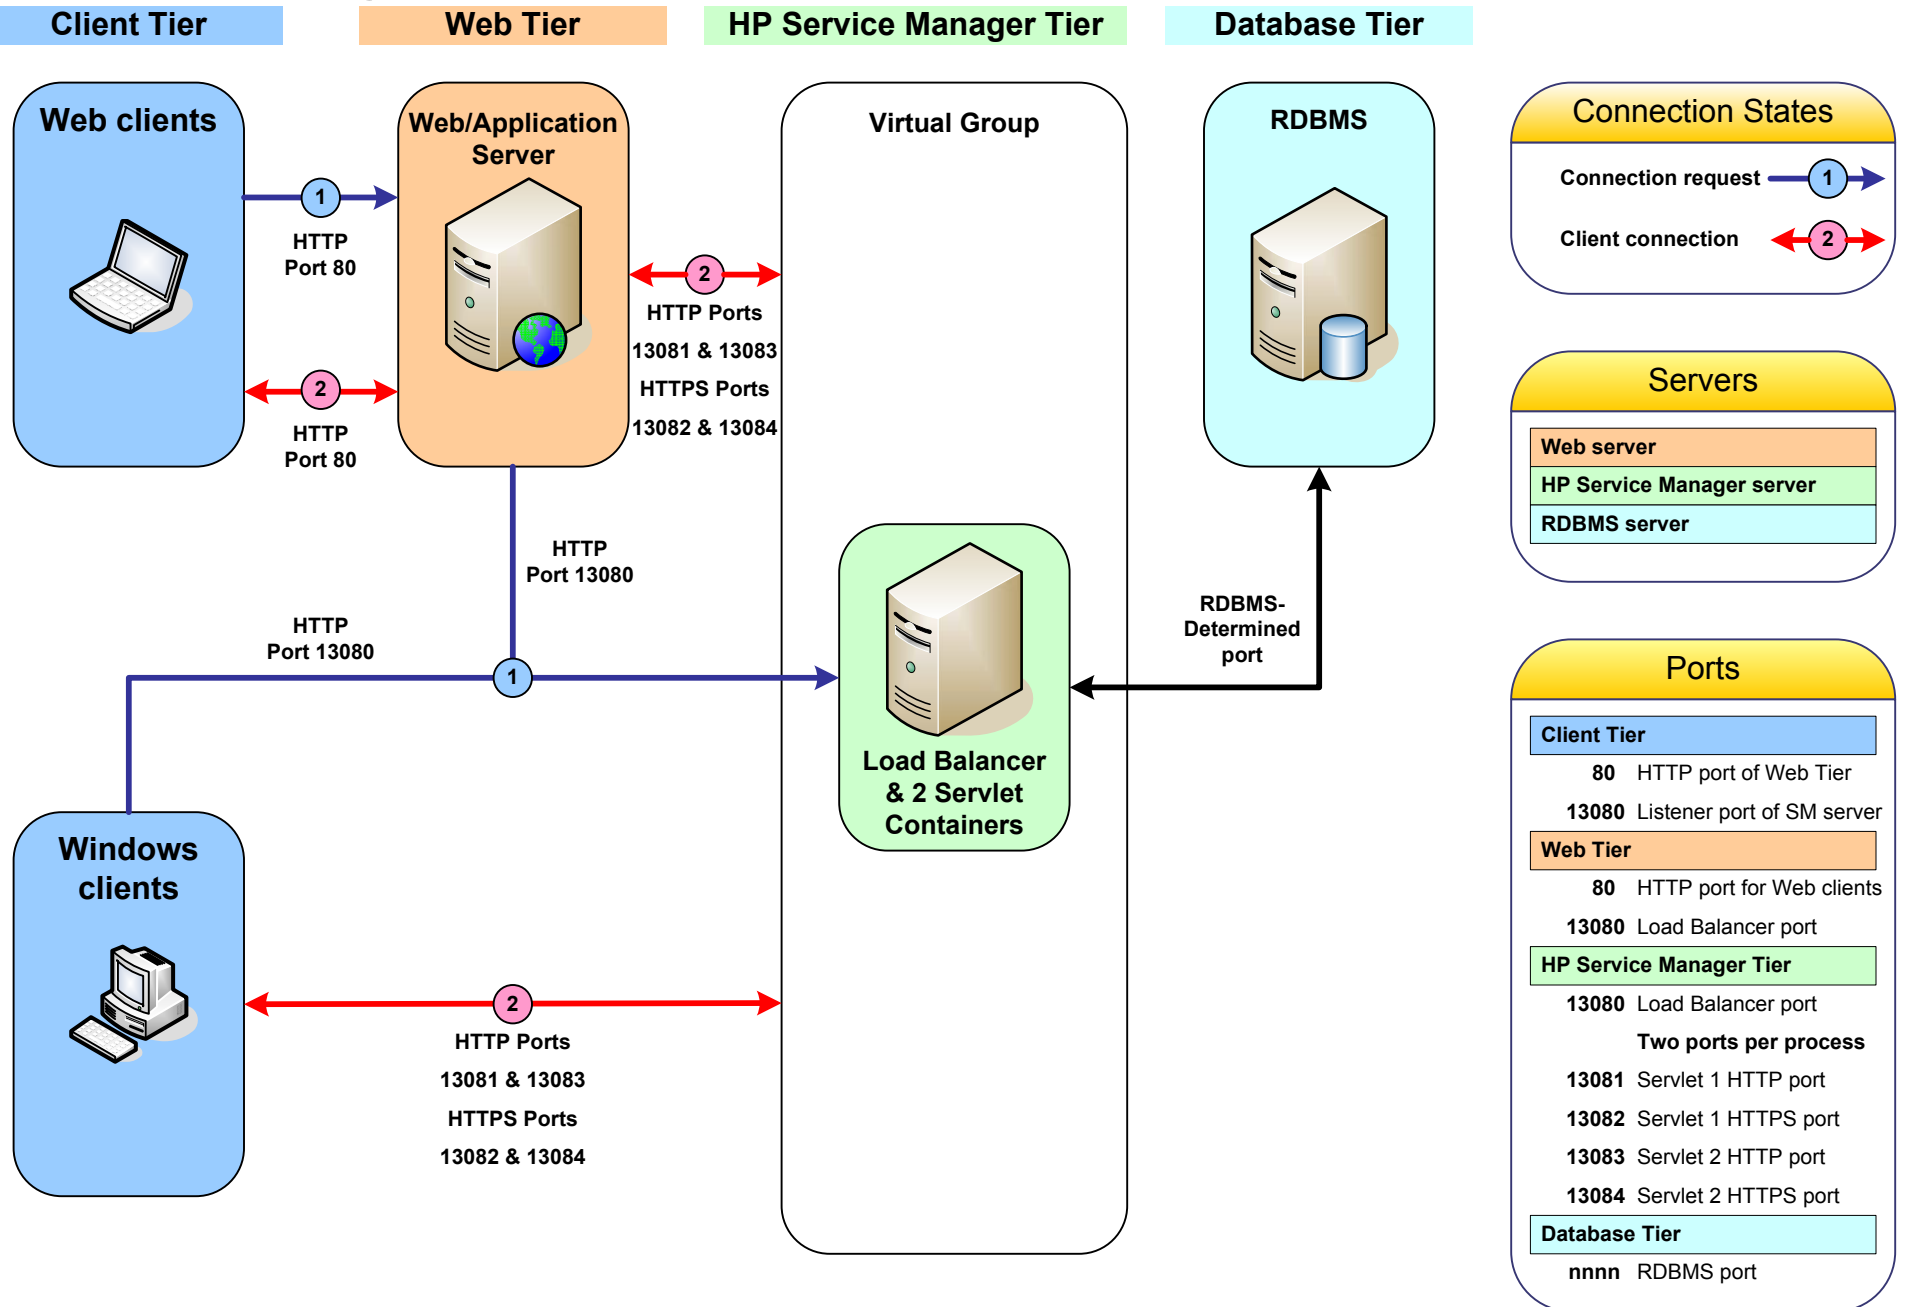 Client Tier
Web Tier
HP Service Manager Tier
Database Tier
Web clients
1
HTTP
Port 80
2
HTTP
Port 80
Web/Application
Server
2
HTTP Ports
13081 & 13083
HTTPS Ports
13082 & 13084
Virtual Group
RDBMS
HTTP
Port 13080
HTTP
Port 13080
1
Load Balancer
& 2 Servlet
Containers
RDBMS-
Determined
port
Windows
clients
2
HTTP Ports
13081 & 13083
HTTPS Ports
13082 & 13084
Connection States
Connection request 1
Client connection 2
Servers
Web server
HP Service Manager server
RDBMS server
Ports
Client Tier
80 HTTP port of Web Tier
13080 Listener port of SM server
Web Tier
80 HTTP port for Web clients
13080 Load Balancer port
HP Service Manager Tier
13080 Load Balancer port
Two ports per process
13081 Servlet 1 HTTP port
13082 Servlet 1 HTTPS port
13083 Servlet 2 HTTP port
13084 Servlet 2 HTTPS port
Database Tier
nnnn RDBMS port